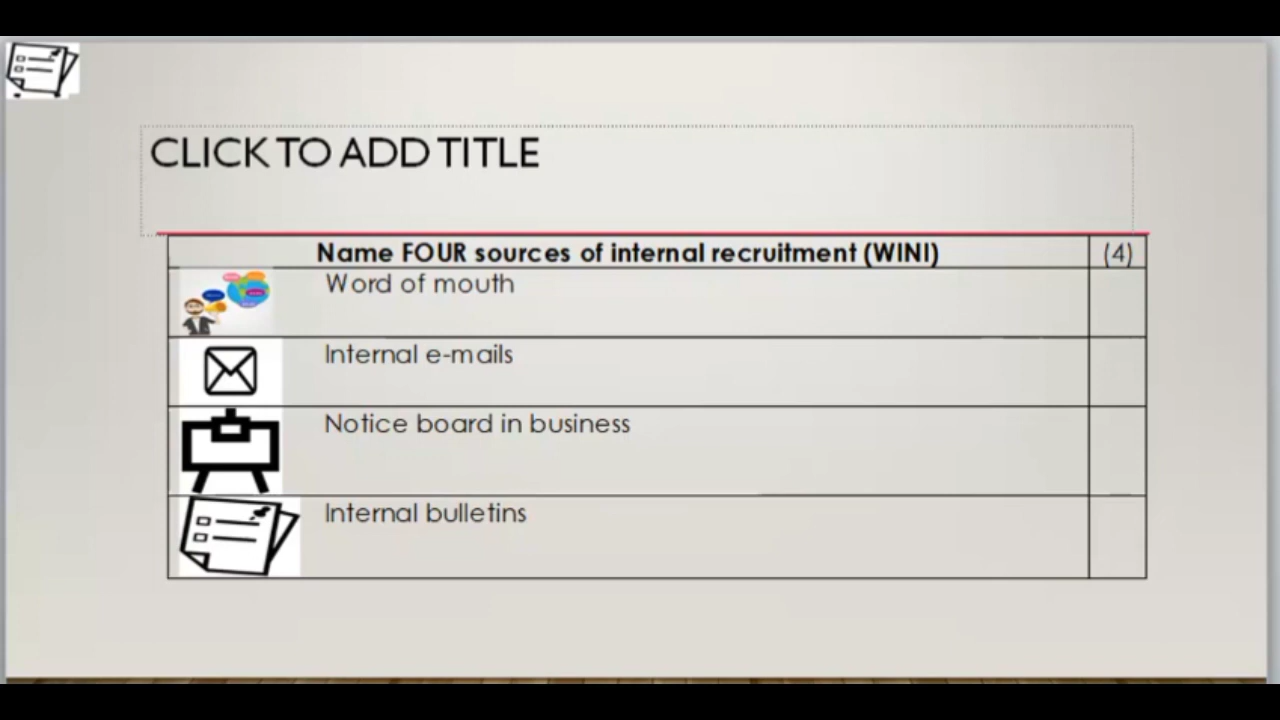 CLICK TO ADD TITLE
Name FOUR sources of internal recruitment (WINI) (4)
Word of mouth
Internal e-mails
Notice board in business
Internal bulletins